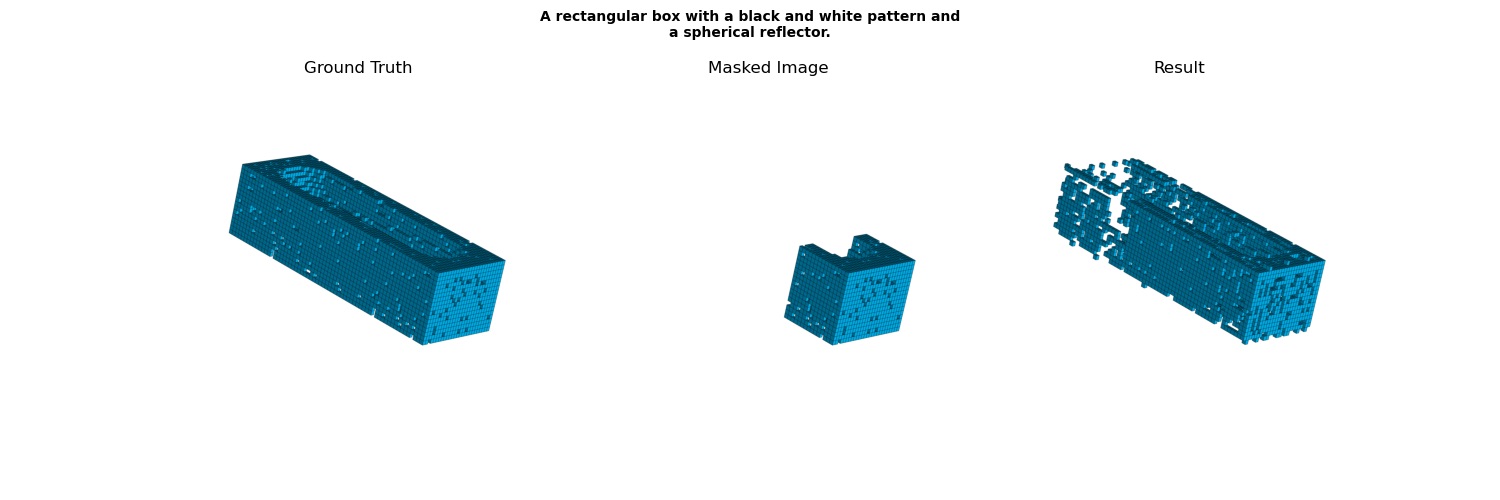 A rectangular box with a black and white pattern and
a spherical reflector.
Ground Truth
Masked Image
Result